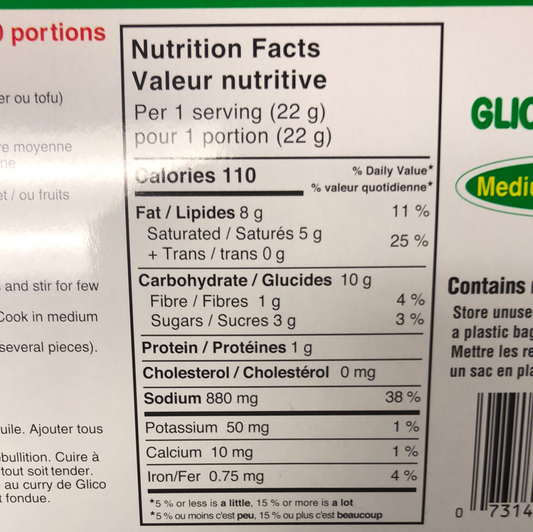 portions
er ou tofu)
e moyenne
ne
et / ou fruits
and stir for few
Cook in medium
several pieces).
uile. Ajouter tous
bullition. Cuire à
tout soit tender.
au curry de Glico
t fondue.
Nutrition Facts
Valeur nutritive
Per 1 serving (22 g)
pour 1 portion (22 g)
Calories 110
% Daily Value*
% valeur quotidienne*
Fat / Lipides 8 g 11 %
Saturated / Saturés 5 g
+ Trans / trans 0 g
25 %
Carbohydrate / Glucides 10 g
Fibre / Fibres 1 g 4 %
Sugars / Sucres 3 g 3 %
Protein / Protéines 1 g
Cholesterol / Cholestérol 0 mg
Sodium 880 mg 38 %
Potassium 50 mg 1 %
Calcium 10 mg 1 %
Iron/Fer 0.75 mg 4 %
*5 % or less is a little, 15 % or more is a lot
*5 % ou moins c'est peu, 15 % ou plus c'est beaucoup
GLIC
Medi
Contains
Store unuse
a plastic bag
Mettre les re
un sac en pla
0 7314